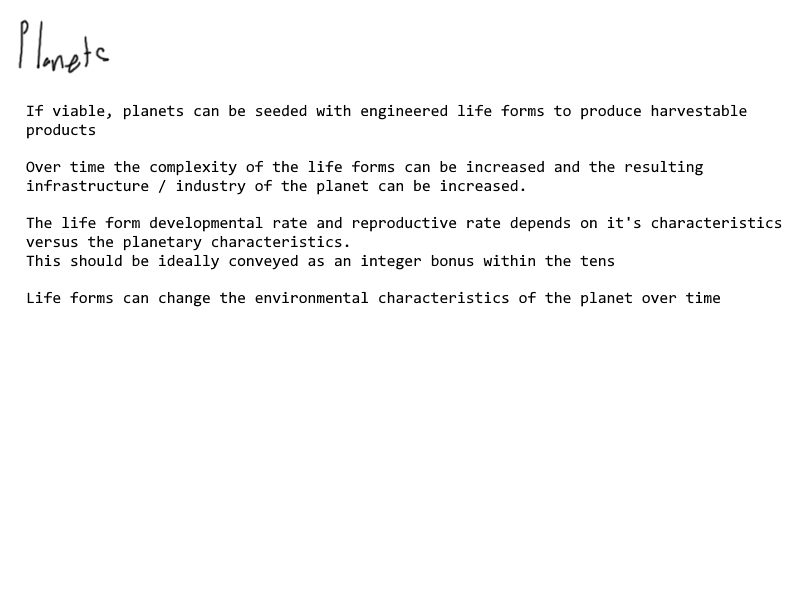 Planets
If viable, planets can be seeded with engineered life forms to produce harvestable
products
Over time the complexity of the life forms can be increased and the resulting
infrastructure / industry of the planet can be increased.
The life form developmental rate and reproductive rate depends on it's characteristics
versus the planetary characteristics.
This should be ideally conveyed as an integer bonus within the tens
Life forms can change the environmental characteristics of the planet over time